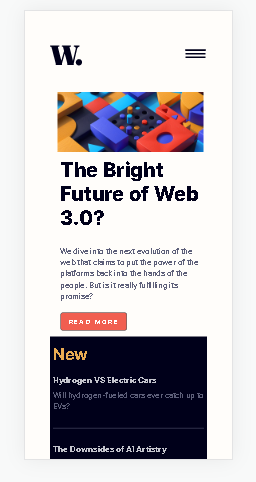 W.
The Bright
Future of Web
3.0?
We dive into the next evolution of the
web that claims to put the power of the
platforms back into the hands of the
people. But is it really fulfilling its
promise?
READ MORE
New
Hydrogen VS Electric Cars
Will hydrogen-fueled cars ever catch up to
EVs?
The Downsides of AI Artistry